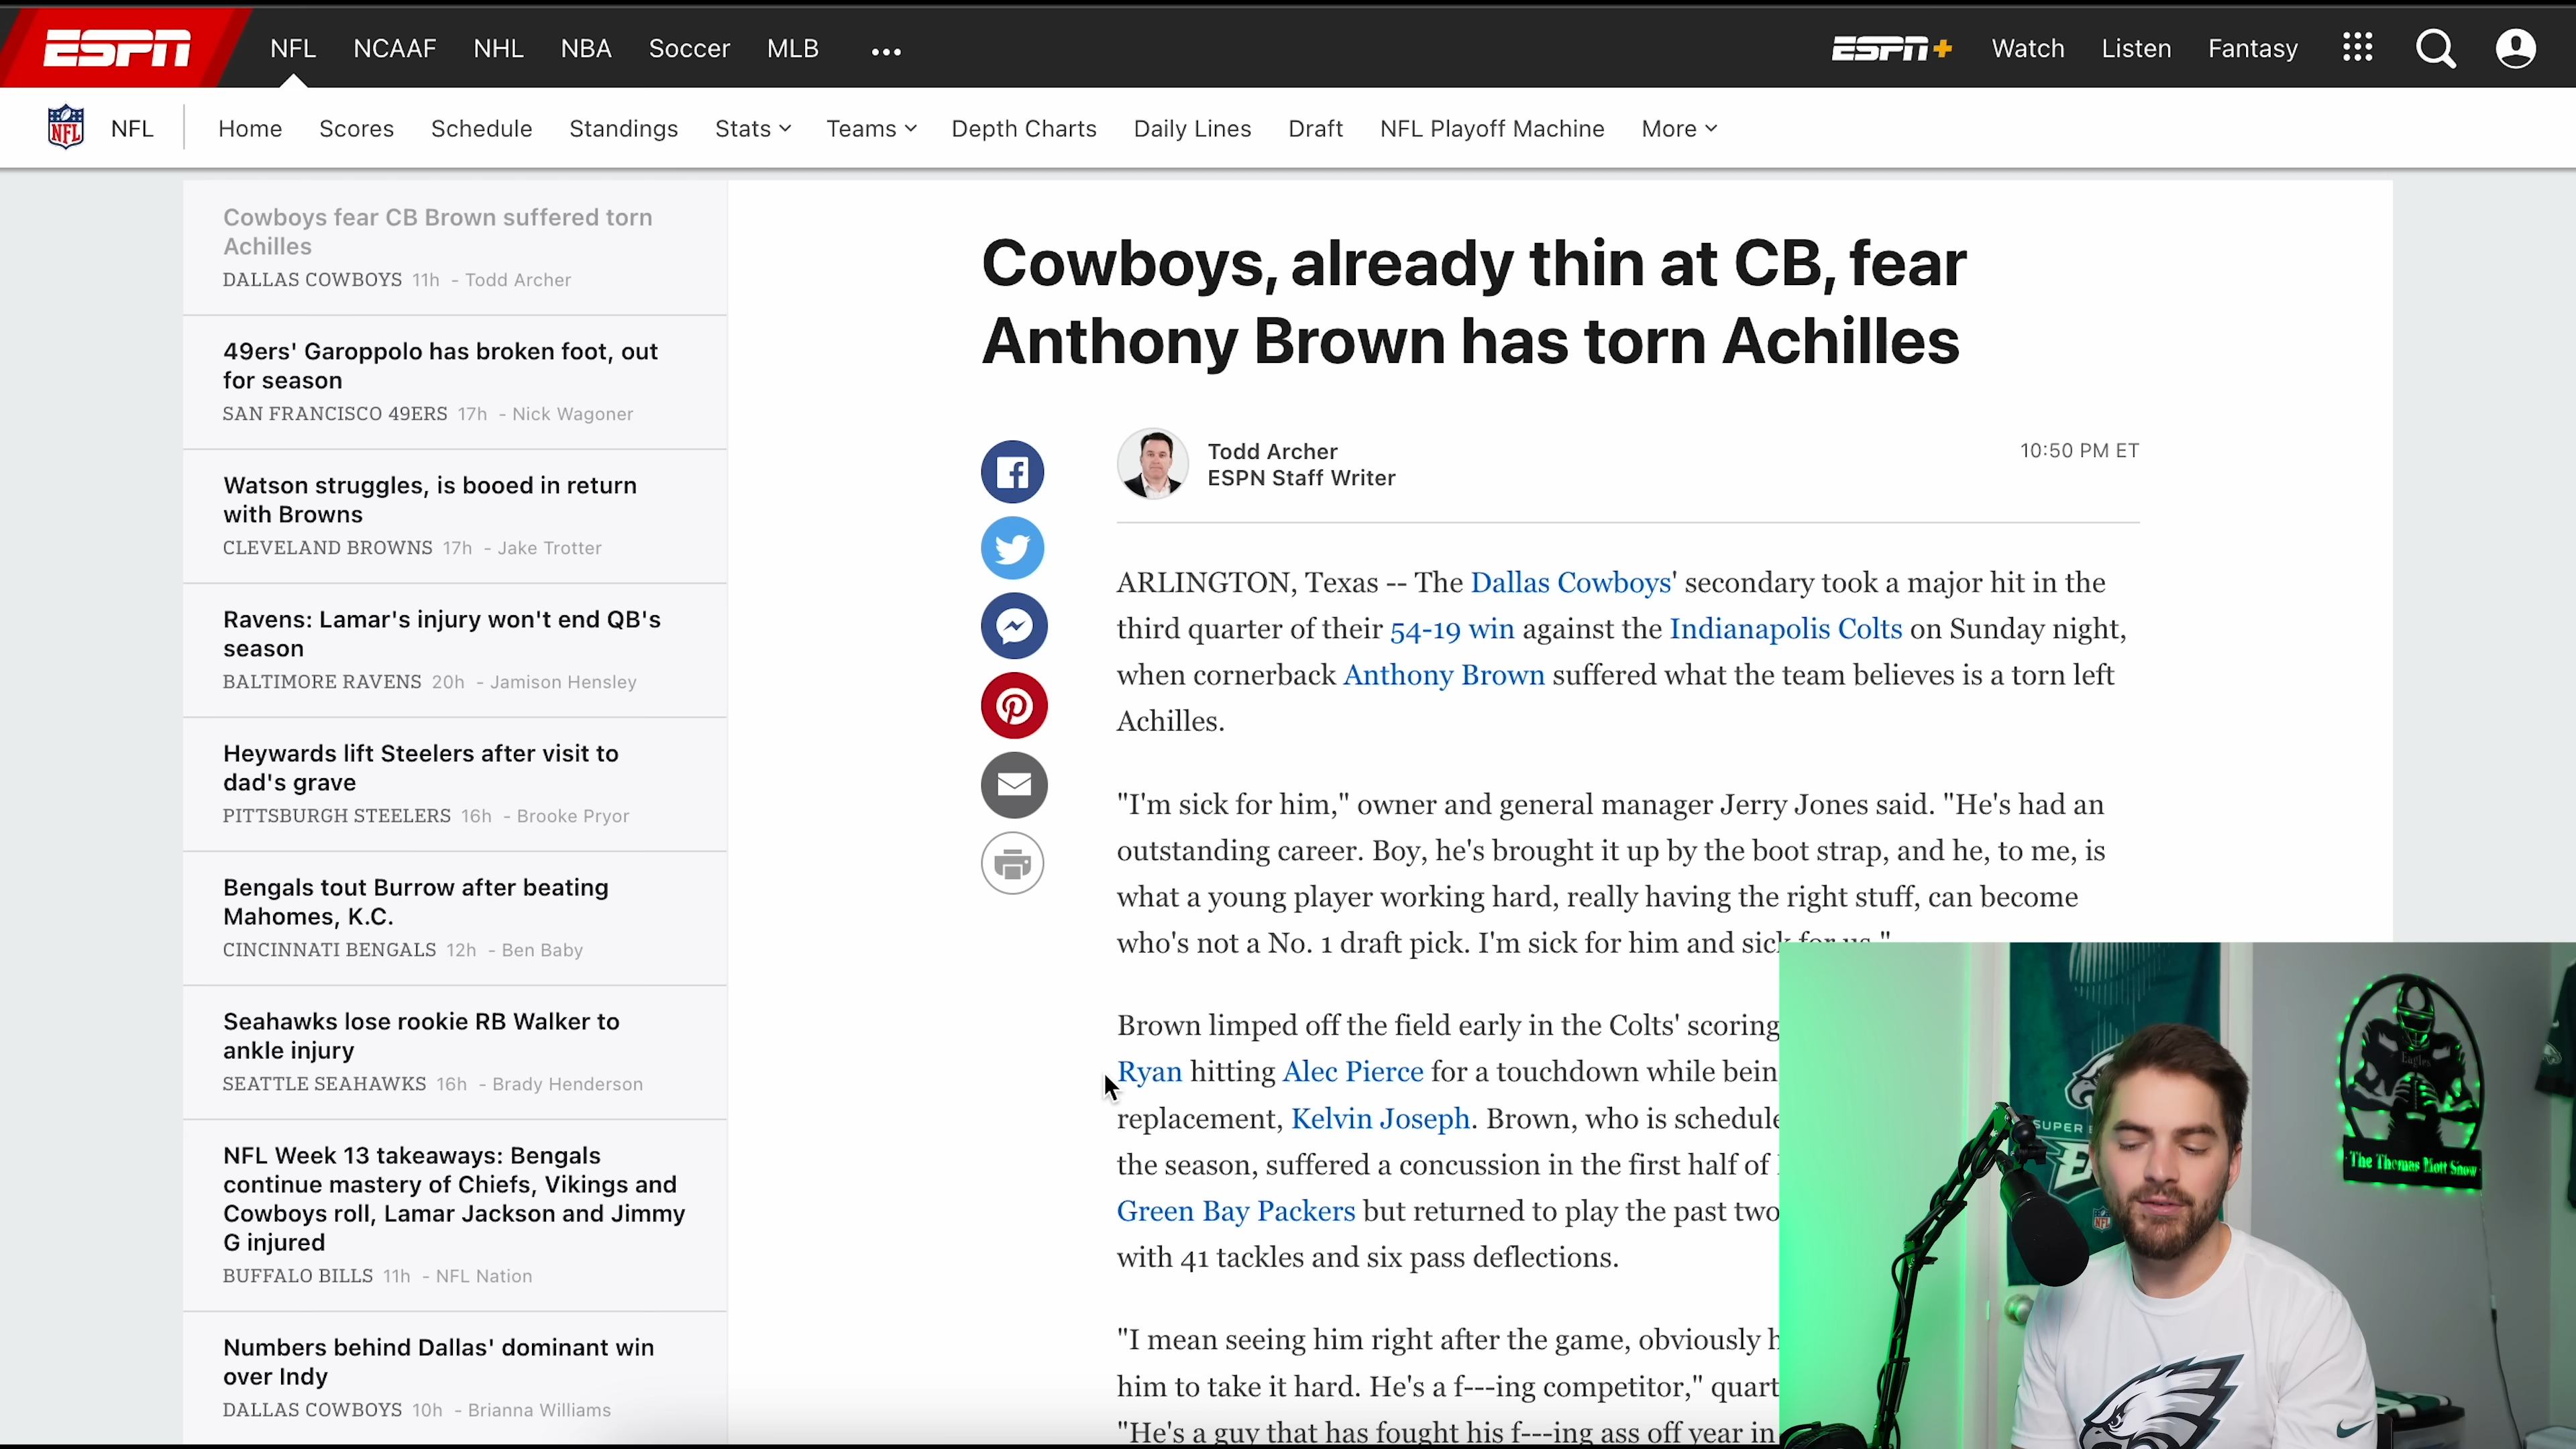 ESPN NFL NCAAF NHL NBA Soccer MLB ... ESPN+ Watch Listen Fantasy
NFL NFL Home Scores Schedule Standings Stats Teams Depth Charts Daily Lines Draft NFL Playoff Machine More
Cowboys fear CB Brown suffered torn
Achilles
DALLAS COWBOYS 11h - Todd Archer
49ers' Garoppolo has broken foot, out
for season
SAN FRANCISCO 49ERS 17h - Nick Wagoner
Watson struggles, is booed in return
with Browns
CLEVELAND BROWNS 17h - Jake Trotter
Ravens: Lamar's injury won't end QB's
season
BALTIMORE RAVENS 20h - Jamison Hensley
Heywards lift Steelers after visit to
dad's grave
PITTSBURGH STEELERS 16h - Brooke Pryor
Bengals tout Burrow after beating
Mahomes, K.C.
CINCINNATI BENGALS 12h - Ben Baby
Seahawks lose rookie RB Walker to
ankle injury
SEATTLE SEAHAWKS 16h - Brady Henderson
NFL Week 13 takeaways: Bengals
continue mastery of Chiefs, Vikings and
Cowboys roll, Lamar Jackson and Jimmy
G injured
BUFFALO BILLS 11h - NFL Nation
Numbers behind Dallas' dominant win
over Indy
DALLAS COWBOYS 10h - Brianna Williams
Cowboys, already thin at CB, fear
Anthony Brown has torn Achilles
Todd Archer
ESPN Staff Writer
10:50 PM ET
ARLINGTON, Texas -- The Dallas Cowboys' secondary took a major hit in the
third quarter of their 54-19 win against the Indianapolis Colts on Sunday night,
when cornerback Anthony Brown suffered what the team believes is a torn left
Achilles.
"I'm sick for him," owner and general manager Jerry Jones said. "He's had an
outstanding career. Boy, he's brought it up by the boot strap, and he, to me, is
what a young player working hard, really having the right stuff, can become
who's not a No. 1 draft pick. I'm sick for him and sick for us."
Brown limped off the field early in the Colts' scoring
Ryan hitting Alec Pierce for a touchdown while bein
replacement, Kelvin Joseph. Brown, who is schedule
the season, suffered a concussion in the first half of
Green Bay Packers but returned to play the past two
with 41 tackles and six pass deflections.
"I mean seeing him right after the game, obviously h
him to take it hard. He's a f---ing competitor," quart
"He's a guy that has fought his f---ing ass off year in
SUPER
Eagles
The Thomas Mott Show
NFL